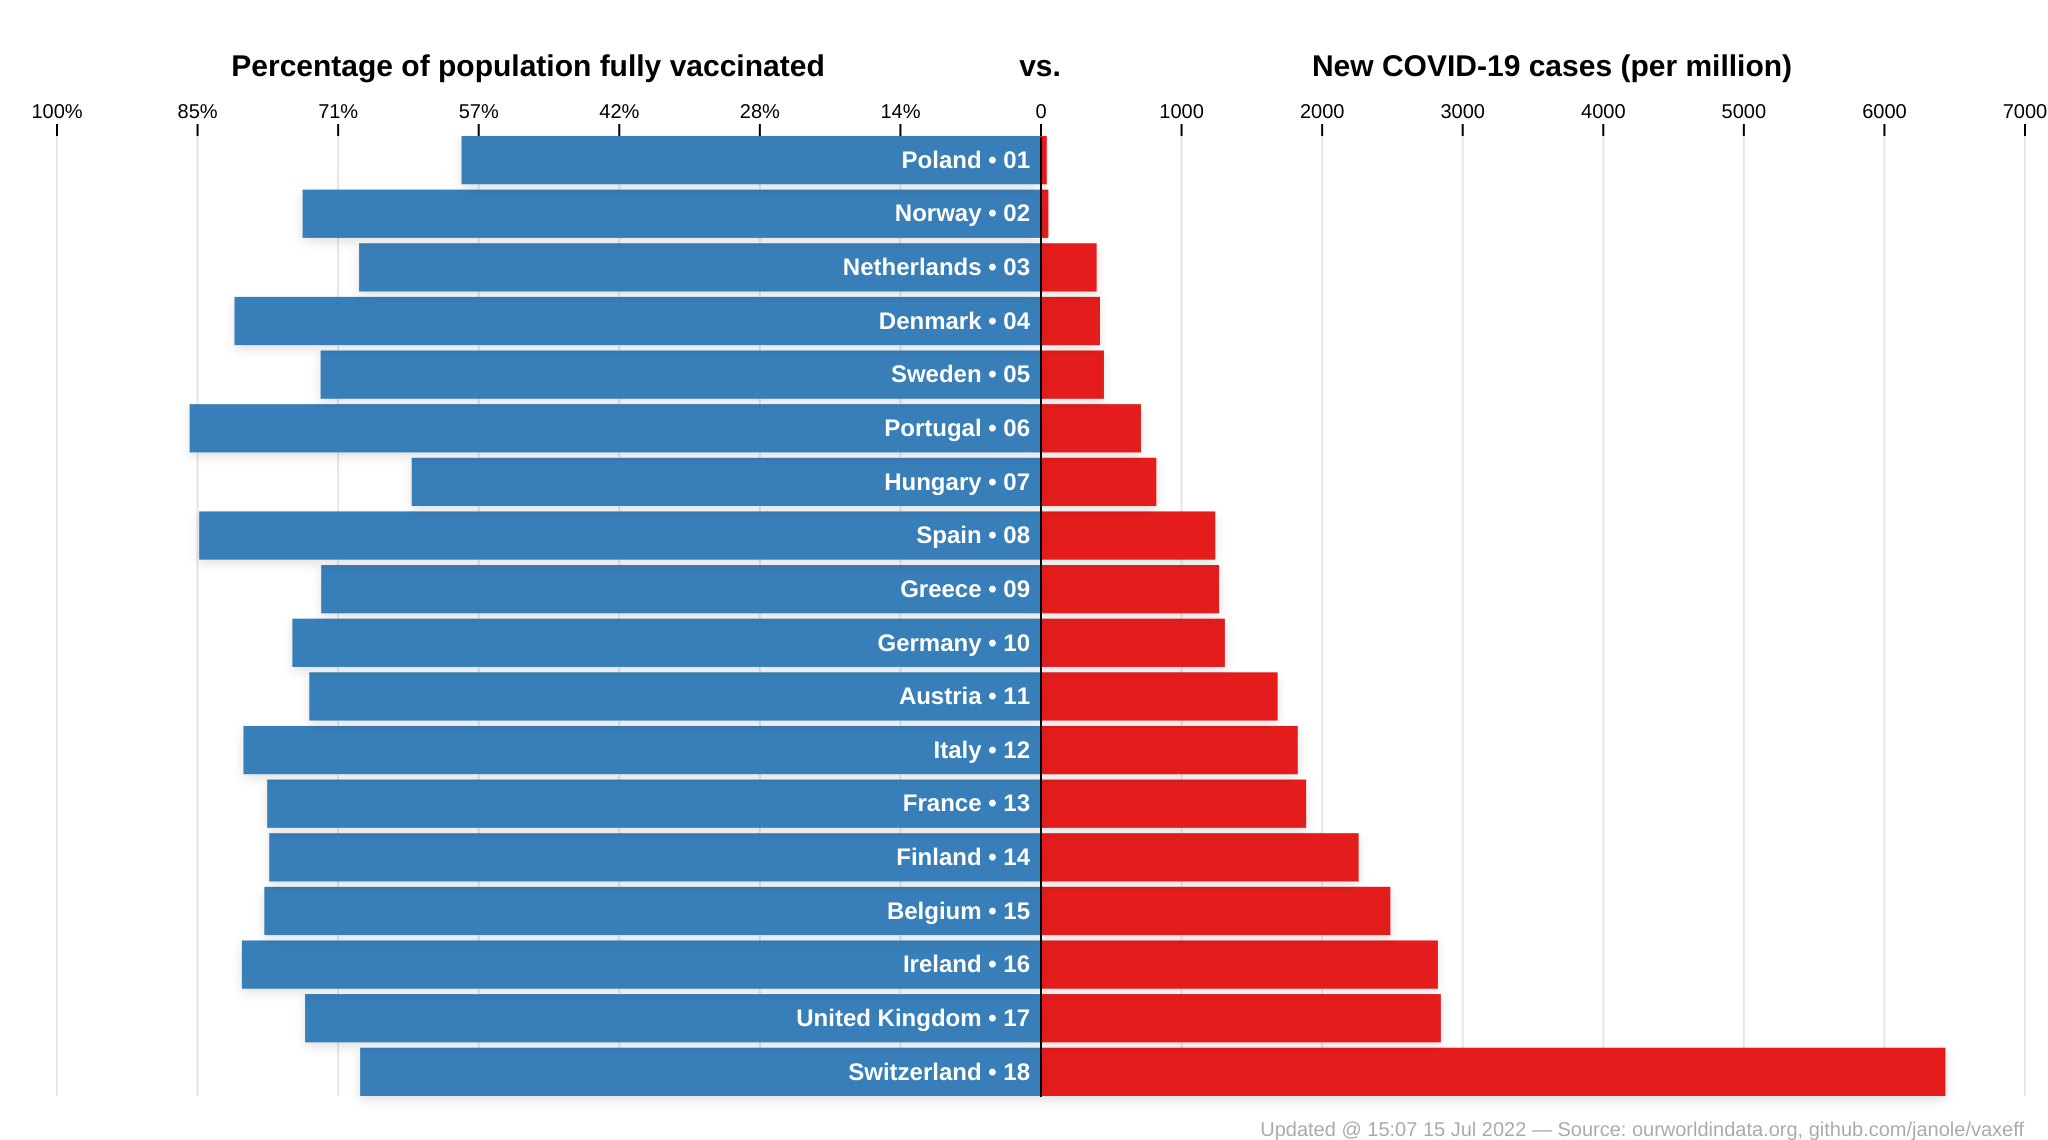 Percentage of population fully vaccinated vs. New COVID-19 cases (per million)
100% 85% 71% 57% 42% 28% 14% 0 1000 2000 3000 4000 5000 6000 7000
Poland • 01
Norway • 02
Netherlands • 03
Denmark • 04
Sweden • 05
Portugal • 06
Hungary • 07
Spain • 08
Greece • 09
Germany • 10
Austria • 11
Italy • 12
France • 13
Finland • 14
Belgium • 15
Ireland • 16
United Kingdom • 17
Switzerland • 18
Updated @ 15:07 15 Jul 2022 — Source: ourworldindata.org, github.com/janole/vaxeff